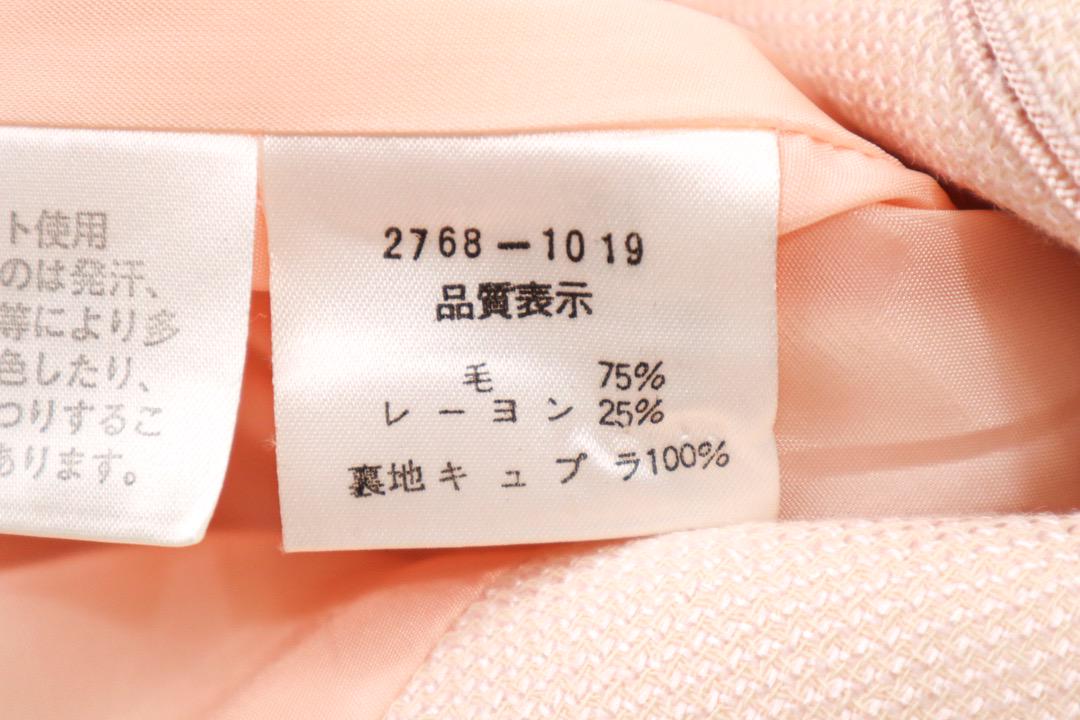 ト使用
のは発汗、
等により多
色したり、
つりするこ
あります。
2768-1019
品質表示
毛 75%
レーヨン 25%
裏地キュプラ100%